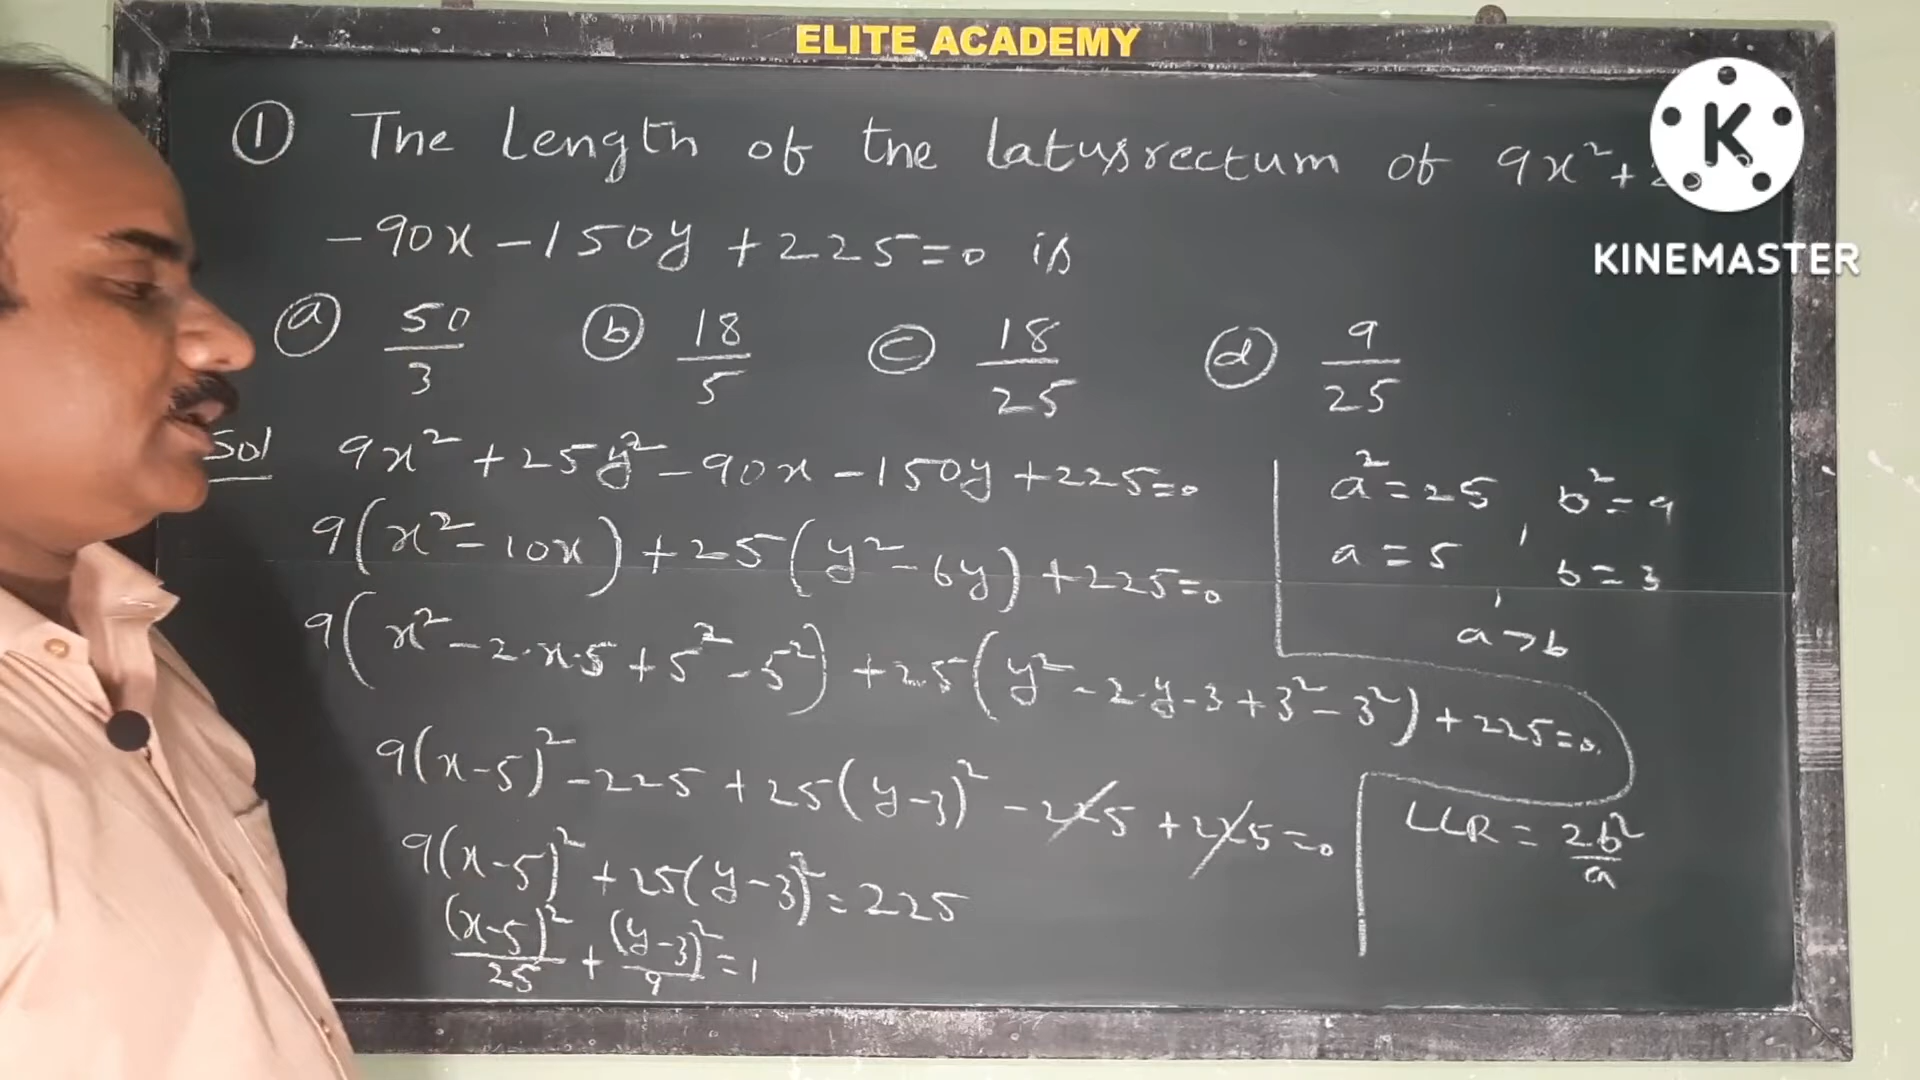 ELITE ACADEMY
① The Length of the latusrectum of 9x² +
K
KINEMASTER
-90x - 150y + 225 = 0 is
ⓐ 50/3 ⓑ 18/5 ⓒ 18/25 ⓓ 9/25
Sol 9x² + 25y² - 90x - 150y + 225 = 0
9(x² - 10x) + 25(y² - 6y) + 225 = 0
9(x² - 2·x·5 + 5² - 5²) + 25(y² - 2·y·3 + 3² - 3²) + 225 = 0
9(x-5)² - 225 + 25(y-3)² - 225 + 225 = 0
9(x-5)² + 25(y-3)² = 225
(x-5)²/25 + (y-3)²/9 = 1
a² = 25, b² = 9
a = 5, b = 3
a > b
LLR = 2b²/a